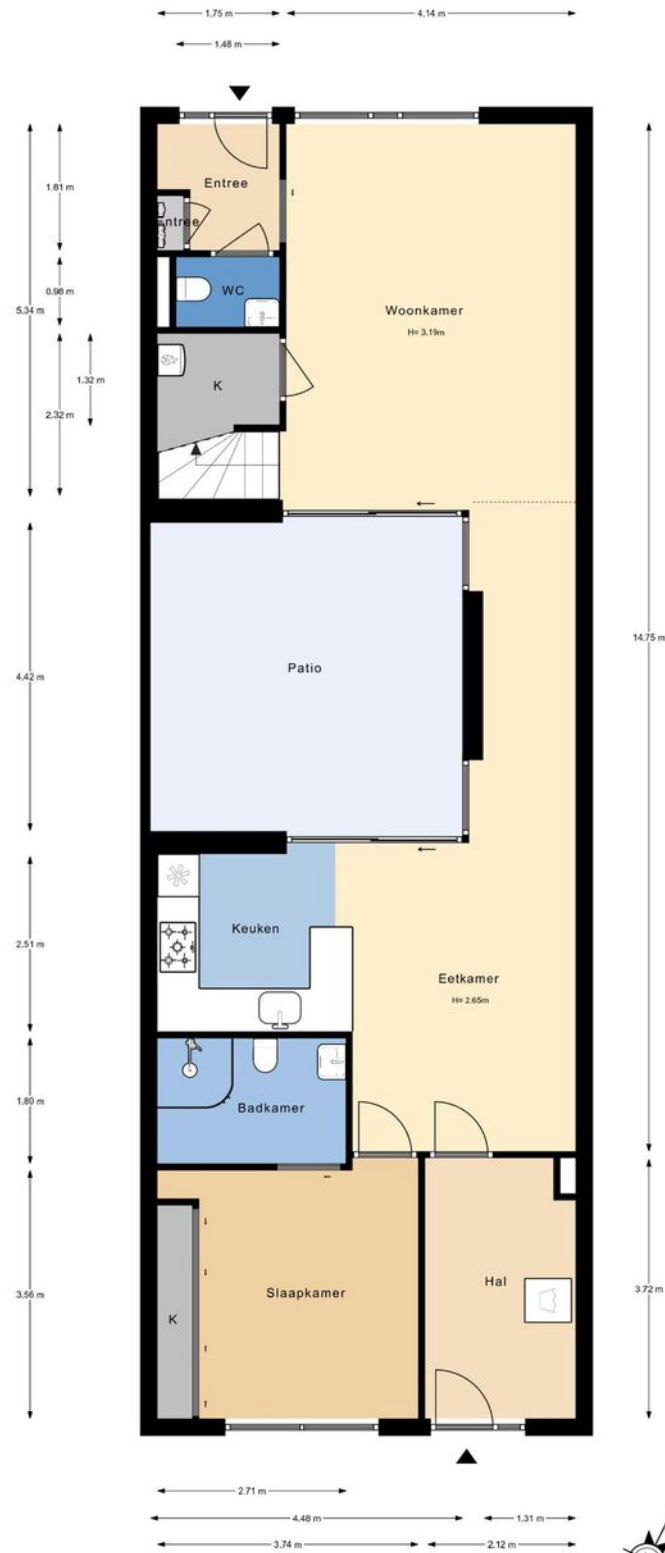 1.75 m
4.14 m
1.48 m
Entree
Entree
1.81 m
WC
0.98 m
5.34 m
Woonkamer
H= 3.19m
K
1.32 m
2.32 m
Patio
4.42 m
14.75 m
Keuken
2.51 m
Eetkamer
H= 2.65m
Badkamer
1.80 m
Slaapkamer
Hal
K
3.56 m
3.72 m
2.71 m
4.48 m
1.31 m
3.74 m
2.12 m